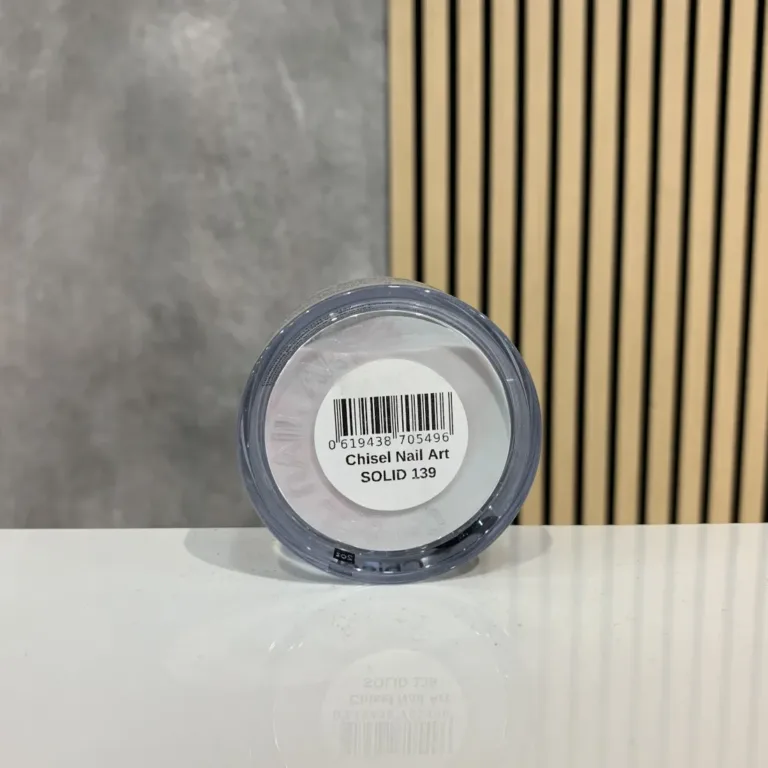 0 619438 705496
Chisel Nail Art
SOLID 139